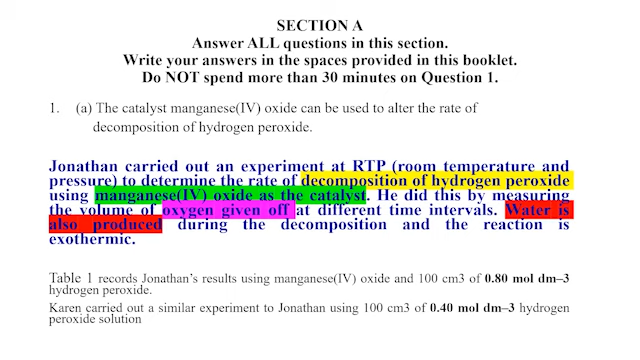 SECTION A
Answer ALL questions in this section.
Write your answers in the spaces provided in this booklet.
Do NOT spend more than 30 minutes on Question 1.
1. (a) The catalyst manganese(IV) oxide can be used to alter the rate of
decomposition of hydrogen peroxide.
Jonathan carried out an experiment at RTP (room temperature and
pressure) to determine the rate of decomposition of hydrogen peroxide
using manganese(IV) oxide as the catalyst. He did this by measuring
the volume of oxygen given off at different time intervals. Water is
also produced during the decomposition and the reaction is
exothermic.
Table 1 records Jonathan's results using manganese(IV) oxide and 100 cm3 of 0.80 mol dm–3
hydrogen peroxide.
Karen carried out a similar experiment to Jonathan using 100 cm3 of 0.40 mol dm–3 hydrogen
peroxide solution